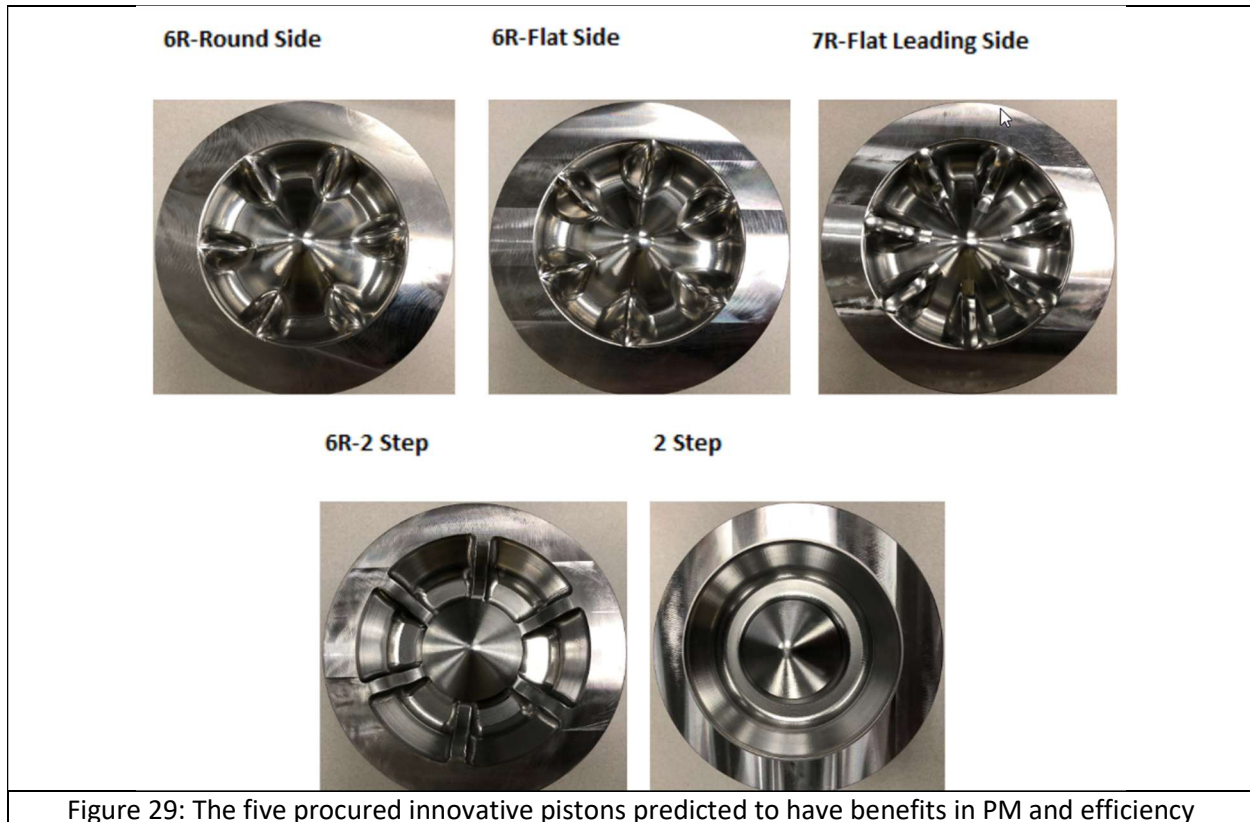 6R-Round Side
6R-Flat Side
7R-Flat Leading Side
6R-2 Step
2 Step
Figure 29: The five procured innovative pistons predicted to have benefits in PM and efficiency